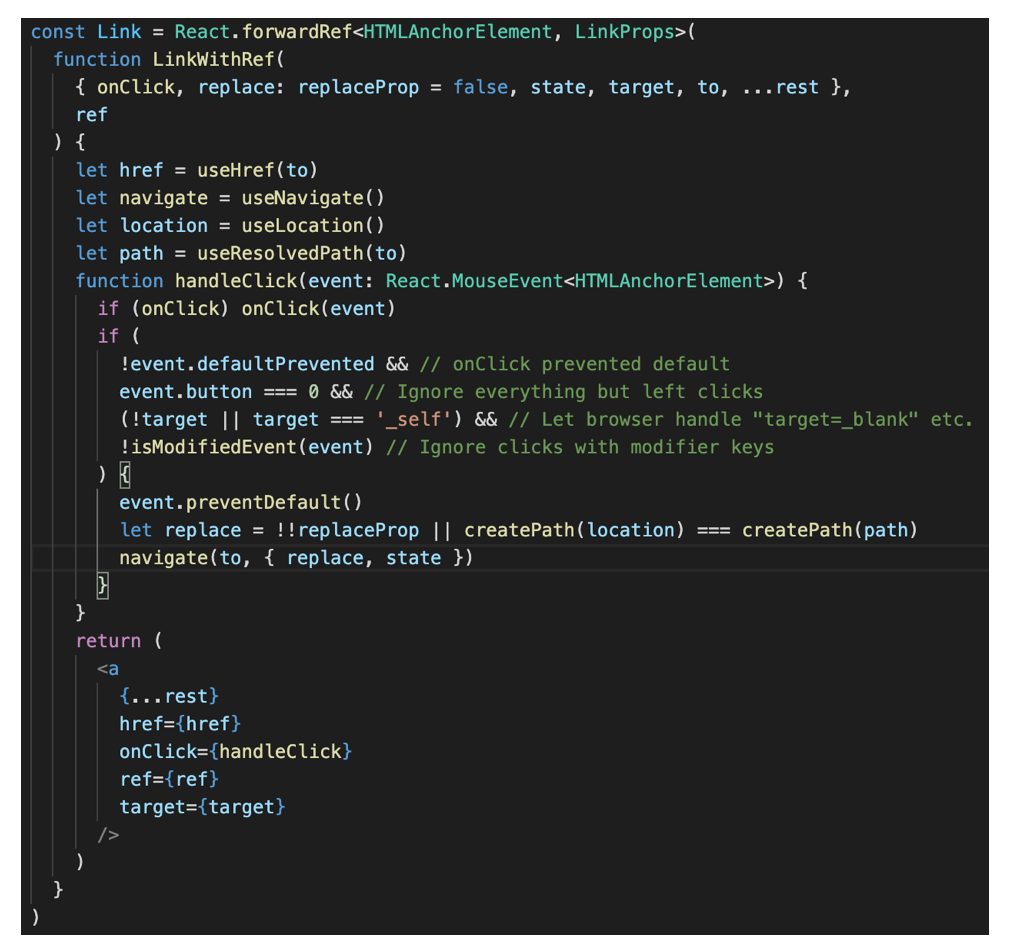 const Link = React.forwardRef<HTMLAnchorElement, LinkProps>(
  function LinkWithRef(
    { onClick, replace: replaceProp = false, state, target, to, ...rest },
    ref
  ) {
    let href = useHref(to)
    let navigate = useNavigate()
    let location = useLocation()
    let path = useResolvedPath(to)
    function handleClick(event: React.MouseEvent<HTMLAnchorElement>) {
      if (onClick) onClick(event)
      if (
        !event.defaultPrevented && // onClick prevented default
        event.button === 0 && // Ignore everything but left clicks
        (!target || target === '_self') && // Let browser handle "target=_blank" etc.
        !isModifiedEvent(event) // Ignore clicks with modifier keys
      ) {
        event.preventDefault()
        let replace = !!replaceProp || createPath(location) === createPath(path)
        navigate(to, { replace, state })
      }
    }
    return (
      <a
        {...rest}
        href={href}
        onClick={handleClick}
        ref={ref}
        target={target}
      />
    )
  }
)